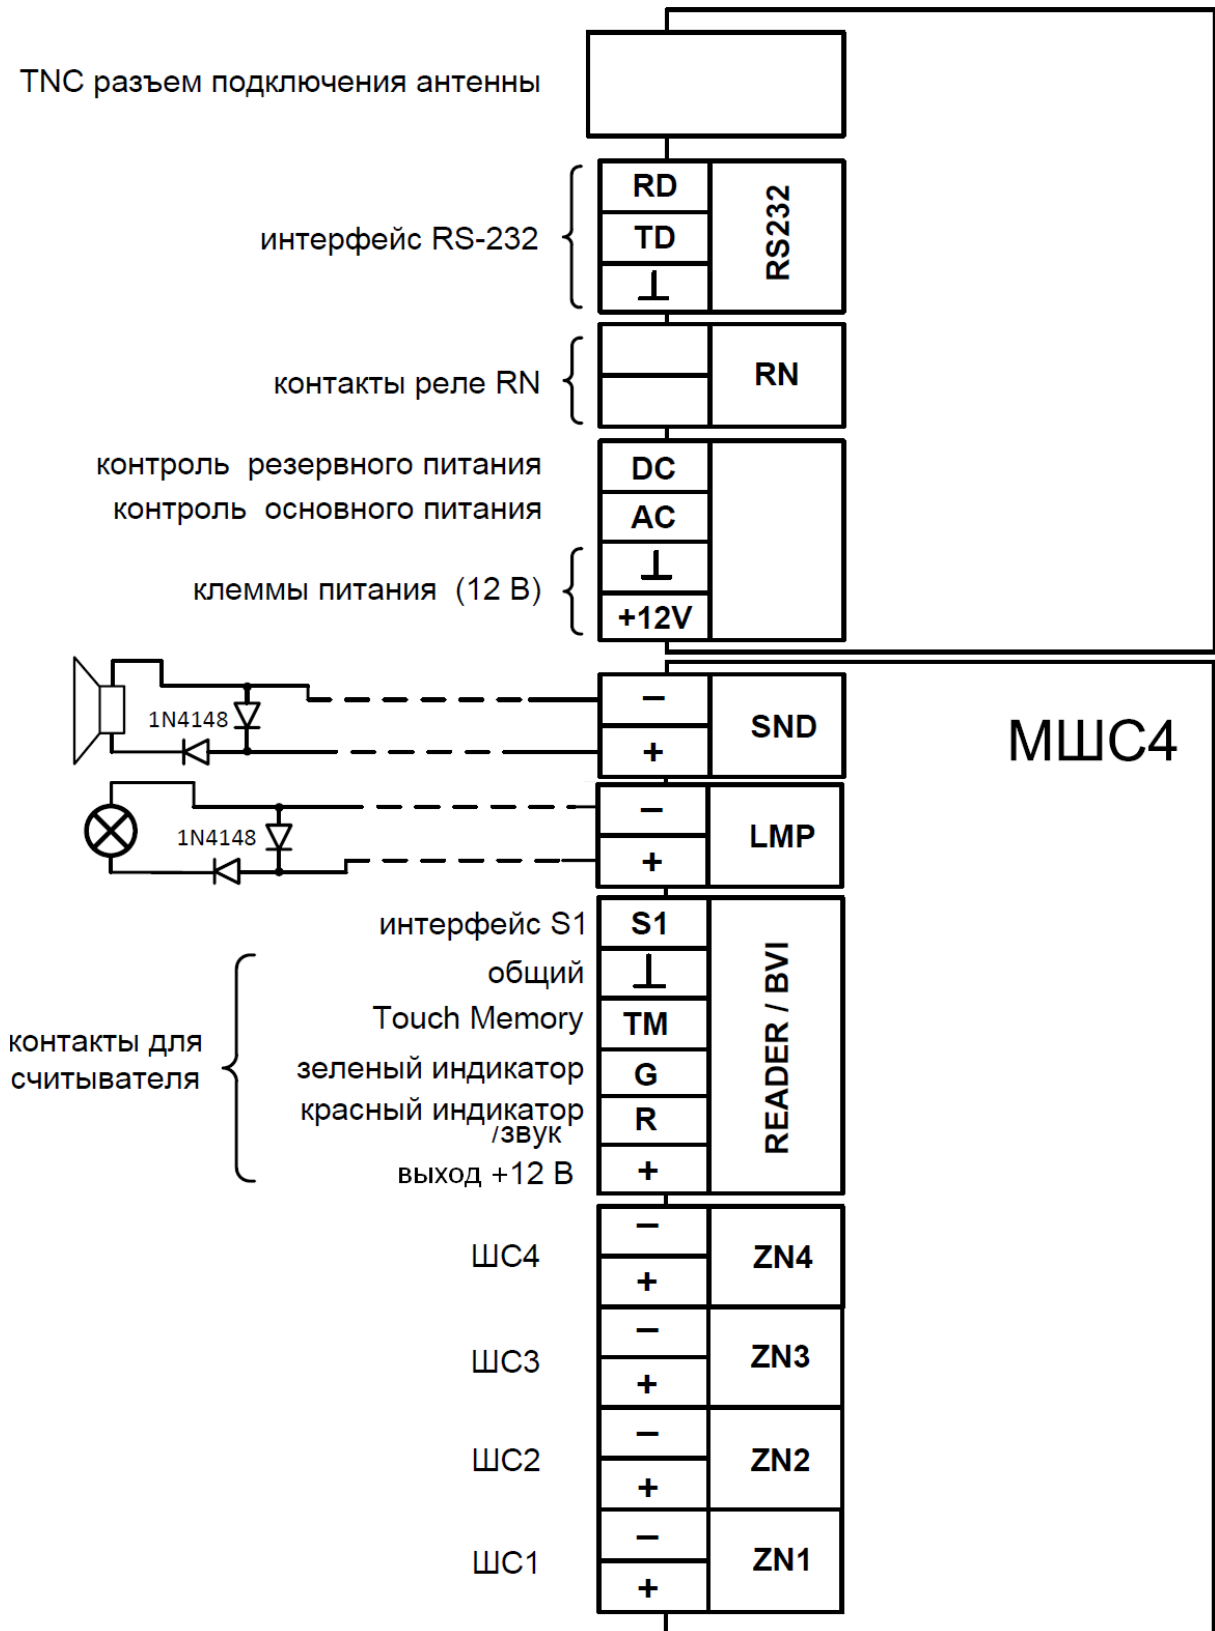 TNC разъем подключения антенны
RD
TD
⊥
RS232
интерфейс RS-232
RN
контакты реле RN
контроль резервного питания
DC
контроль основного питания
AC
⊥
клеммы питания (12 В)
+12V
–
1N4148
SND
+
МШС4
–
1N4148
LMP
+
интерфейс S1
S1
общий
⊥
Touch Memory
TM
READER / BVI
контакты для
считывателя
зеленый индикатор
G
красный индикатор
/звук
R
выход +12 В
+
–
ШС4
ZN4
+
–
ШС3
ZN3
+
–
ШС2
ZN2
+
–
ШС1
ZN1
+